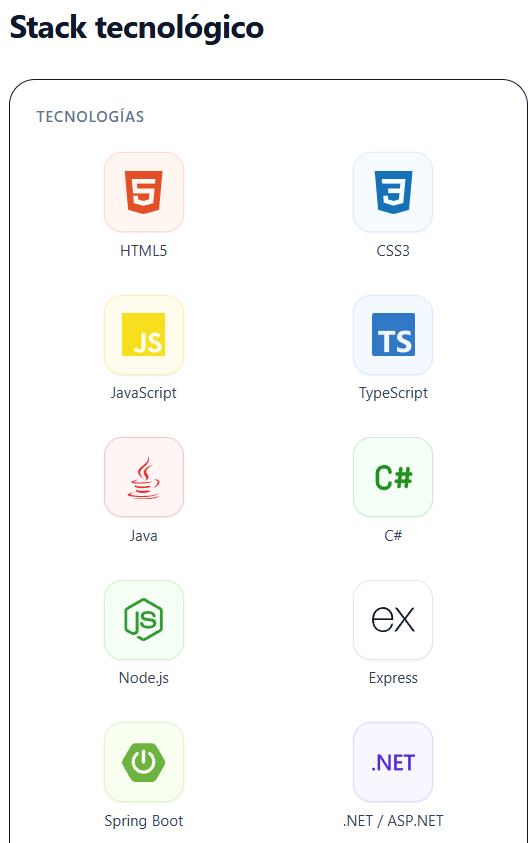 Stack tecnológico
TECNOLOGÍAS
5 3
HTML5 CSS3
JS TS
JavaScript TypeScript
C#
Java C#
JS ex
Node.js Express
.NET
Spring Boot .NET / ASP.NET